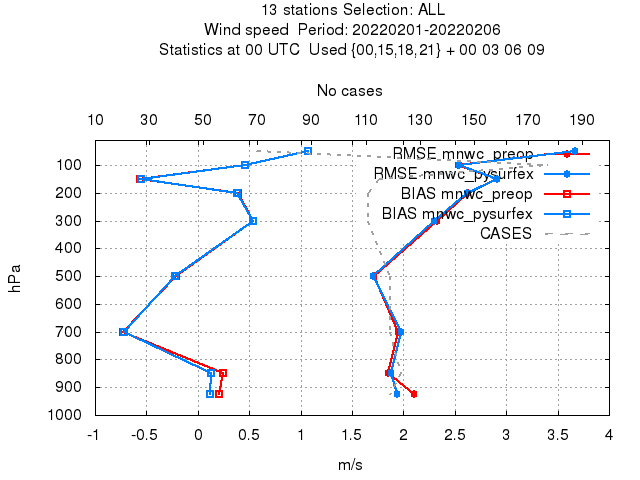 13 stations Selection: ALL
Wind speed  Period: 20220201-20220206
Statistics at 00 UTC  Used {00,15,18,21} + 00 03 06 09
No cases
10 30 50 70 90 110 130 150 170 190
RMSE mnwc_preop
RMSE mnwc_pysurfex
BIAS mnwc_preop
BIAS mnwc_pysurfex
CASES
hPa
100
200
300
400
500
600
700
800
900
1000
-1 -0.5 0 0.5 1 1.5 2 2.5 3 3.5 4
m/s